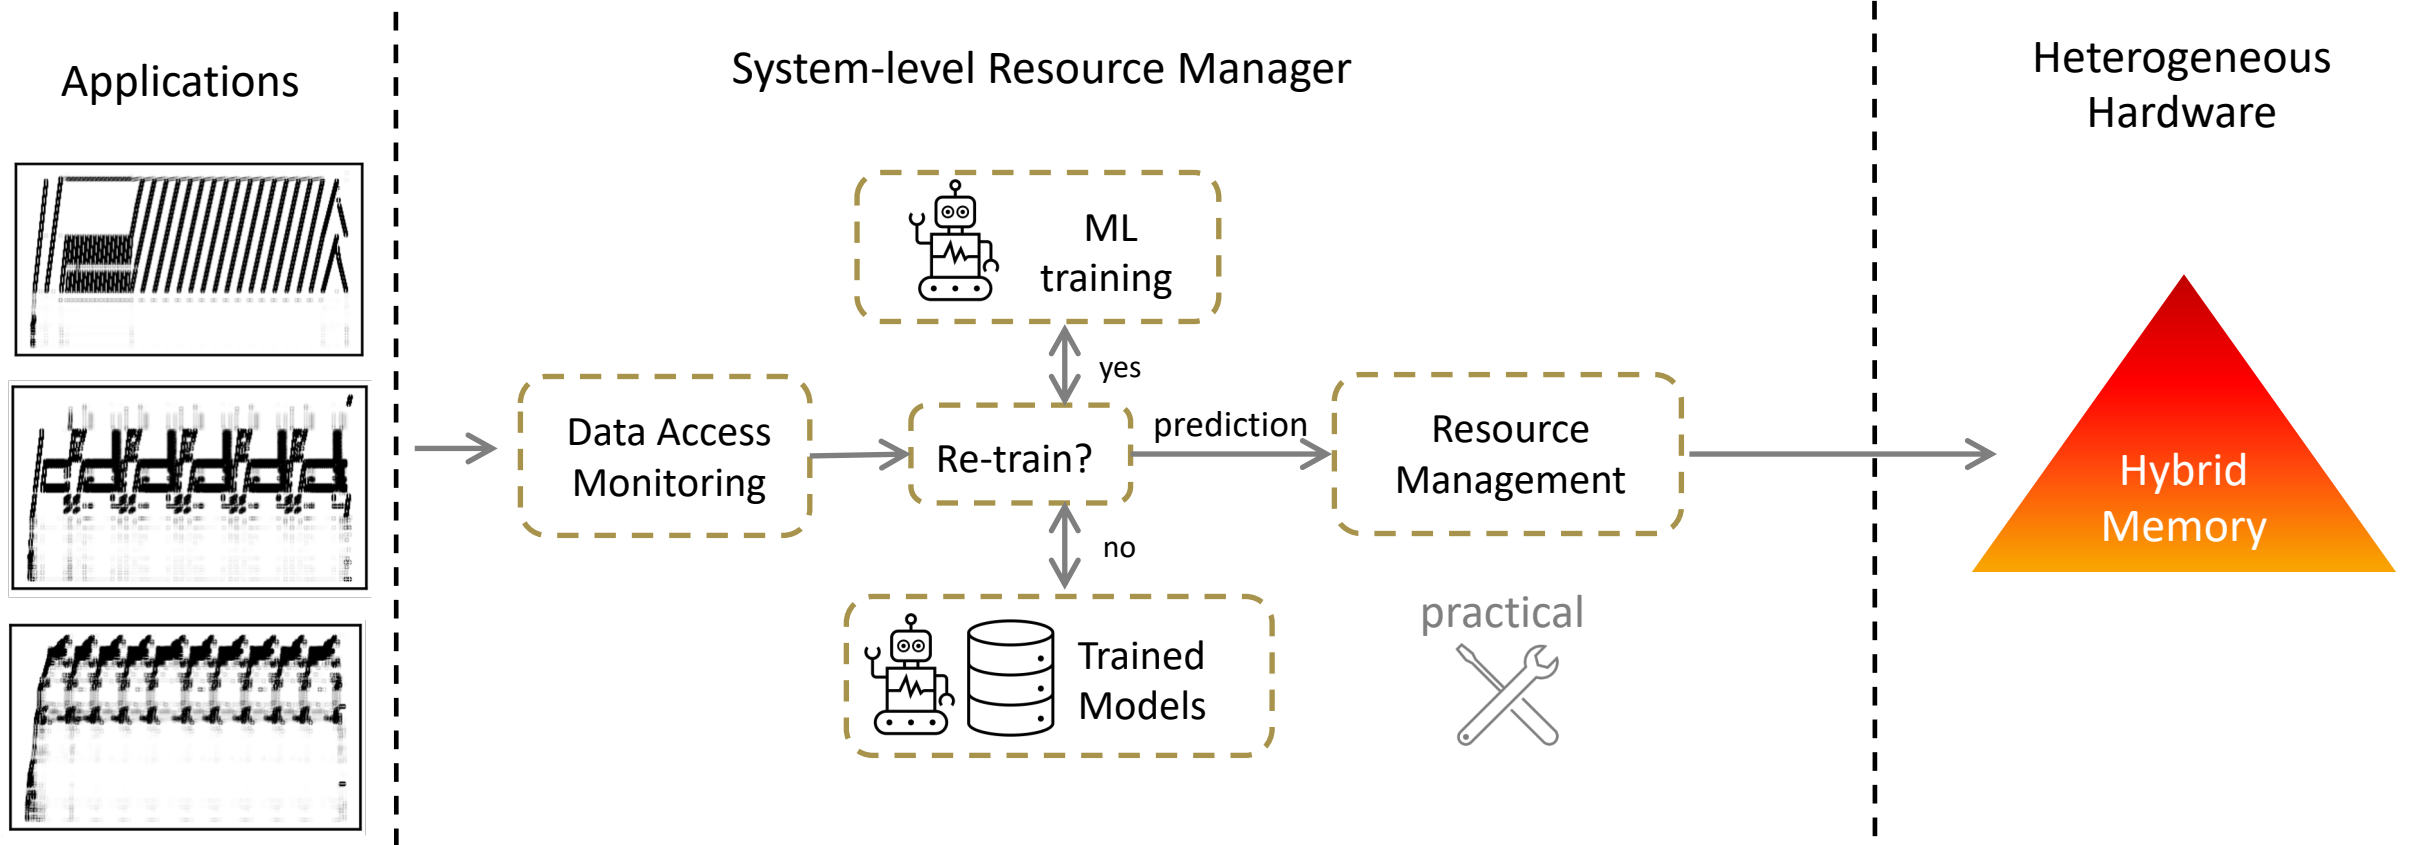 Applications
System-level Resource Manager
Heterogeneous
Hardware
ML
training
yes
Data Access
Monitoring
Re-train?
prediction
Resource
Management
no
Trained
Models
practical
Hybrid
Memory